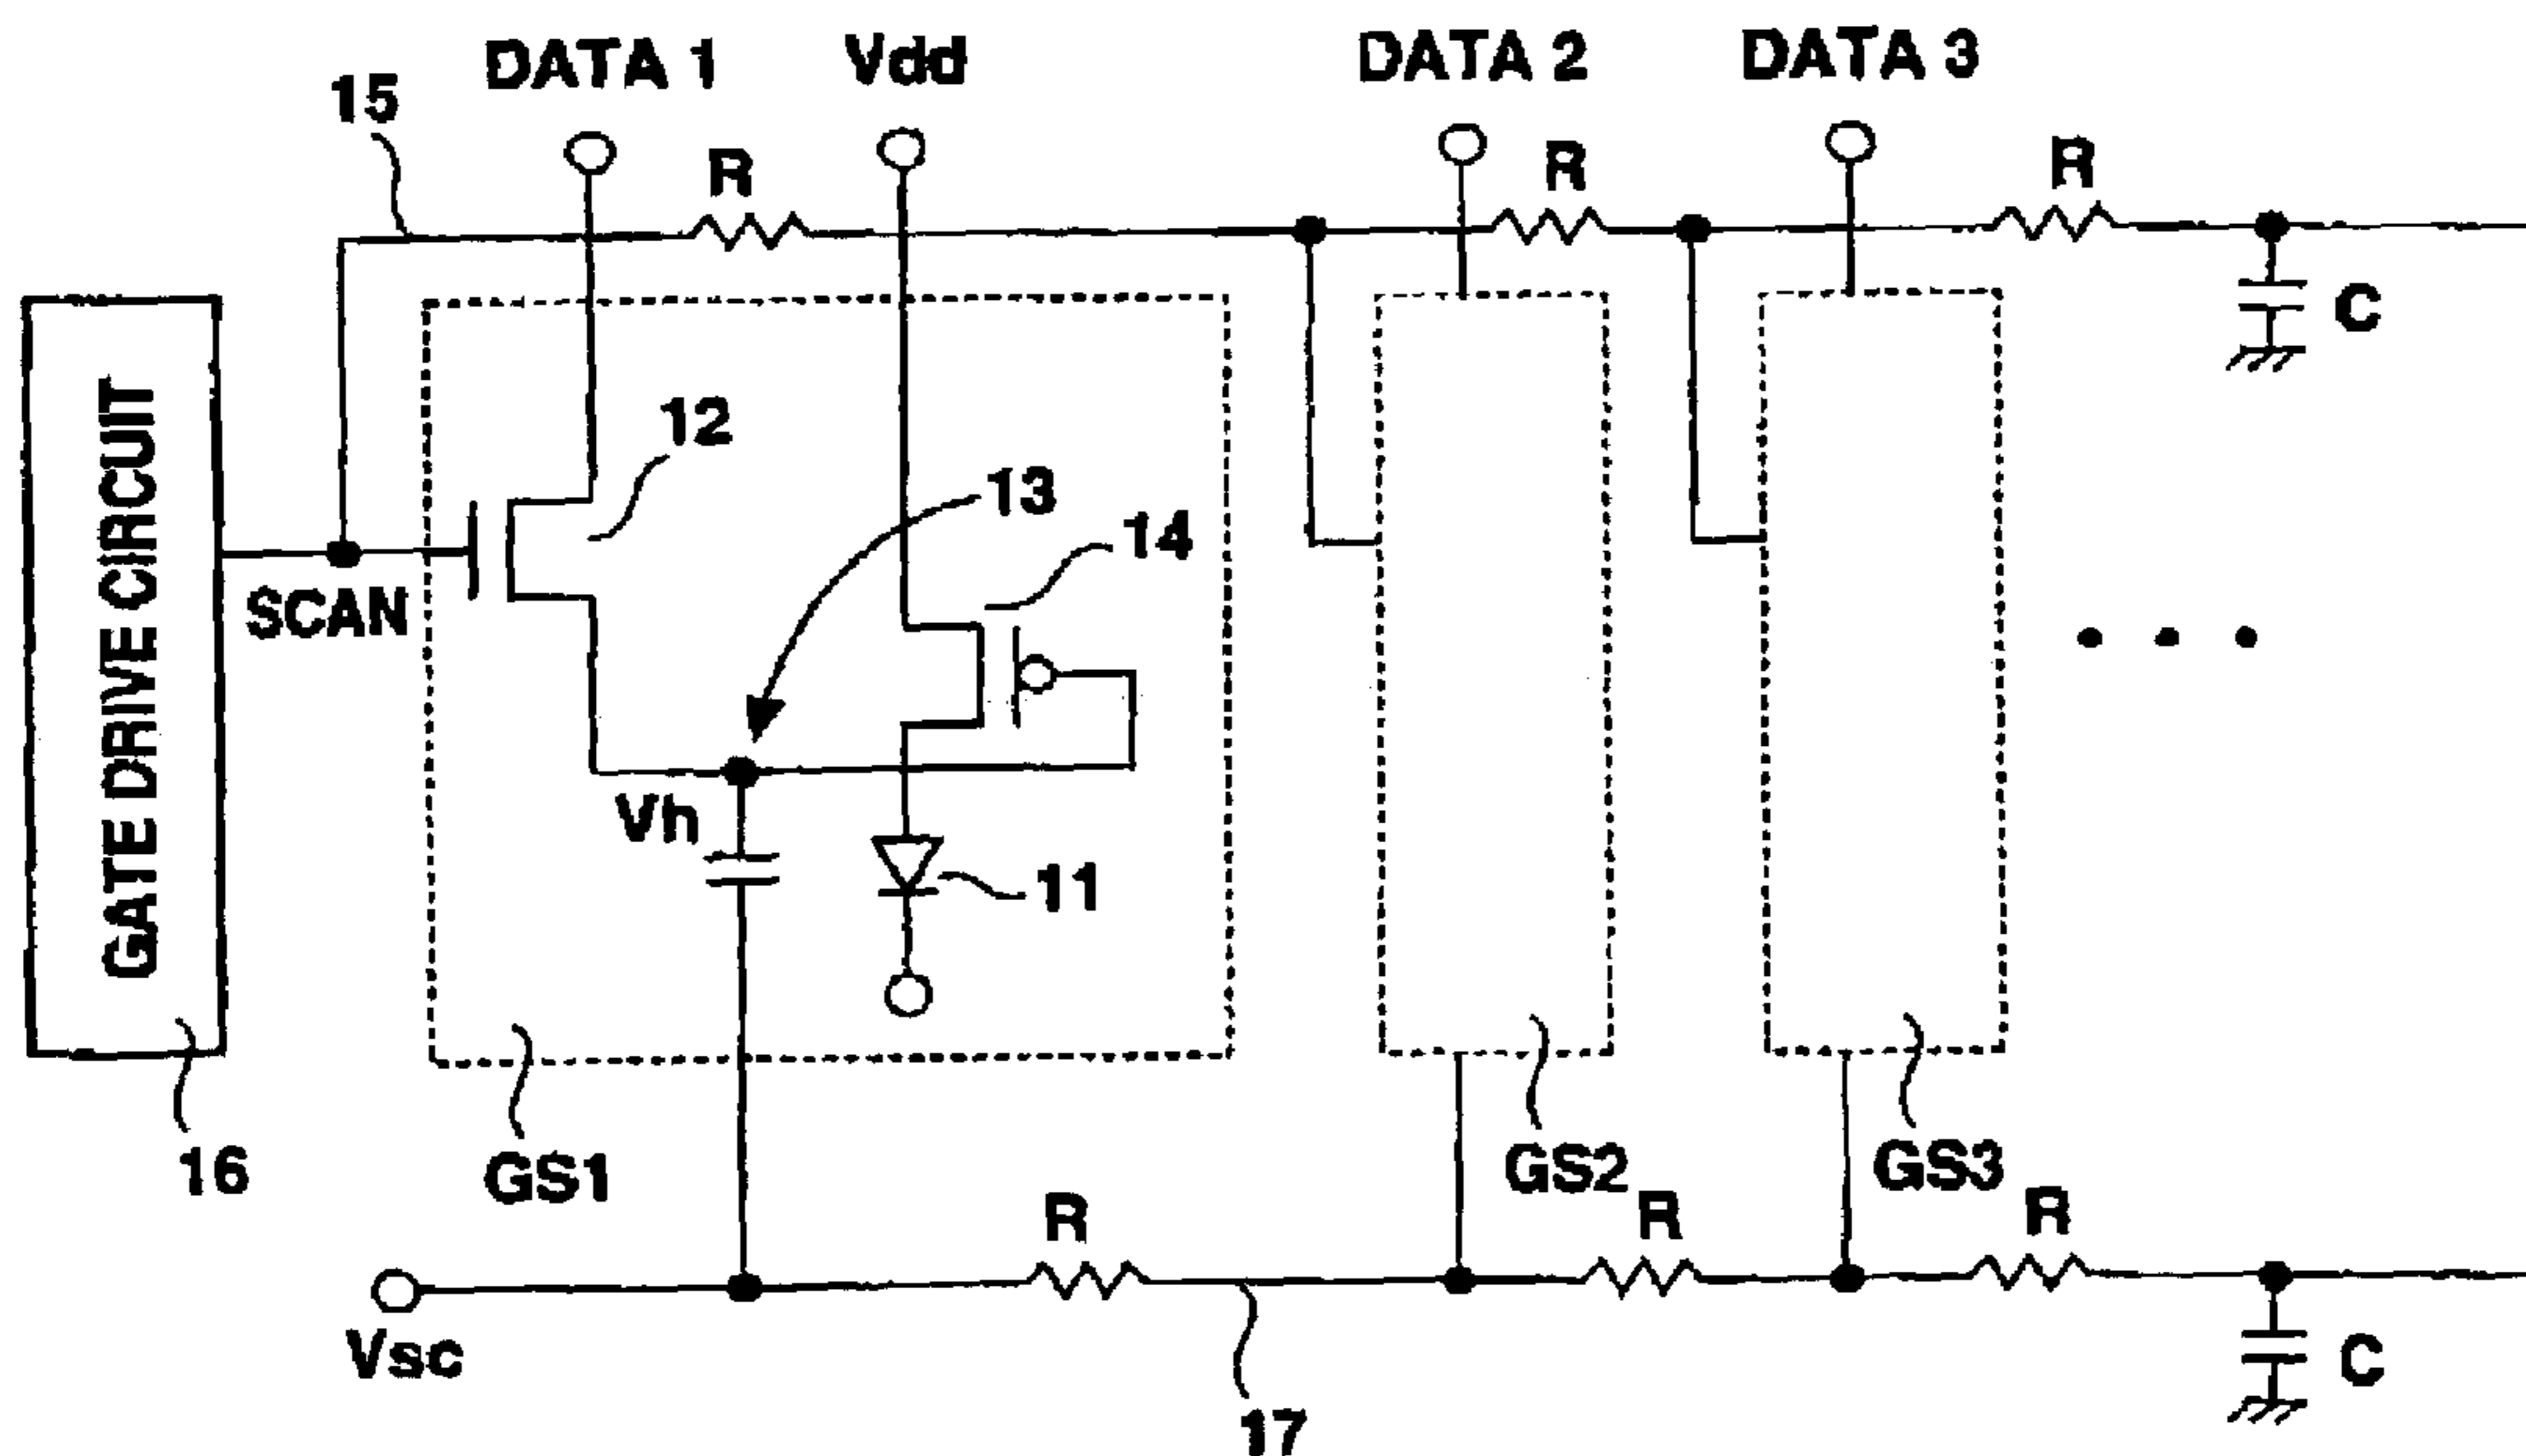 DATA 1
Vdd
DATA 2
DATA 3
15
R
R
R
C
12
13
14
GATE DRIVE CIRCUIT
SCAN
Vh
11
16
GS1
GS2
GS3
R
R
R
Vsc
C
17